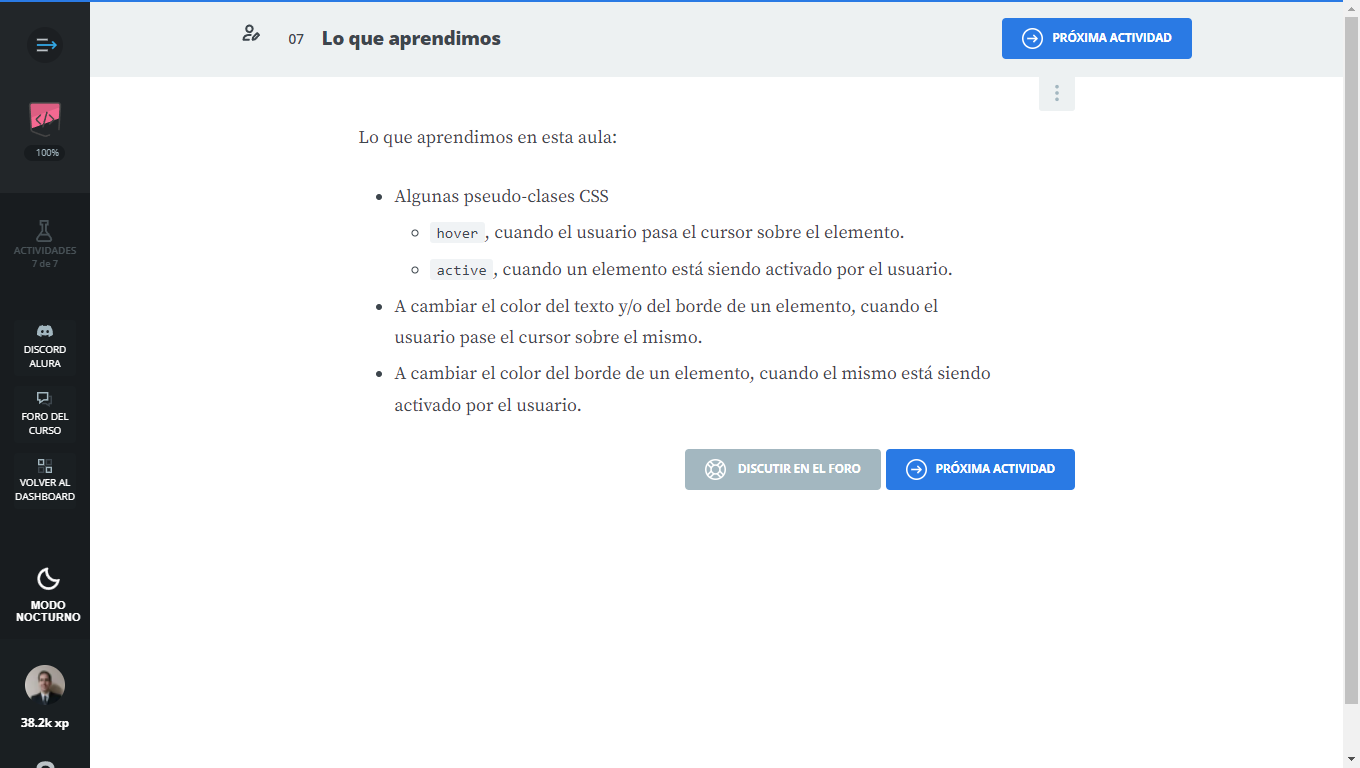 07 Lo que aprendimos
PRÓXIMA ACTIVIDAD
</>
100%
ACTIVIDADES
7 de 7
DISCORD
ALURA
FORO DEL
CURSO
VOLVER AL
DASHBOARD
MODO
NOCTURNO
38.2k xp
Lo que aprendimos en esta aula:
Algunas pseudo-clases CSS
hover, cuando el usuario pasa el cursor sobre el elemento.
active, cuando un elemento está siendo activado por el usuario.
A cambiar el color del texto y/o del borde de un elemento, cuando el
usuario pase el cursor sobre el mismo.
A cambiar el color del borde de un elemento, cuando el mismo está siendo
activado por el usuario.
DISCUTIR EN EL FORO
PRÓXIMA ACTIVIDAD